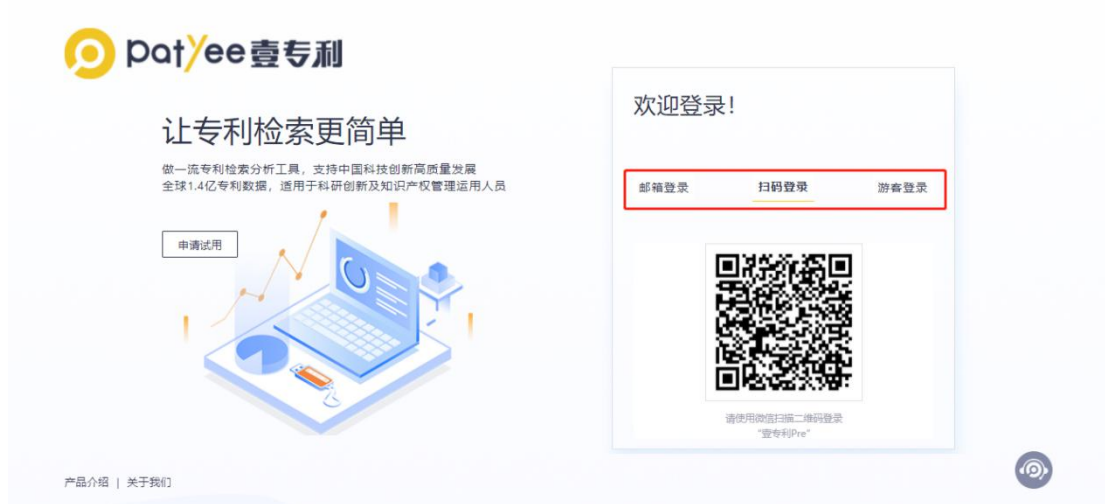 patyee壹专利
让专利检索更简单
做一流专利检索分析工具，支持中国科技创新高质量发展
全球1.4亿专利数据，适用于科研创新及知识产权管理运用人员
申请试用
欢迎登录！
邮箱登录 扫码登录 游客登录
请使用微信扫描二维码登录
“壹专利Pre”
产品介绍 | 关于我们